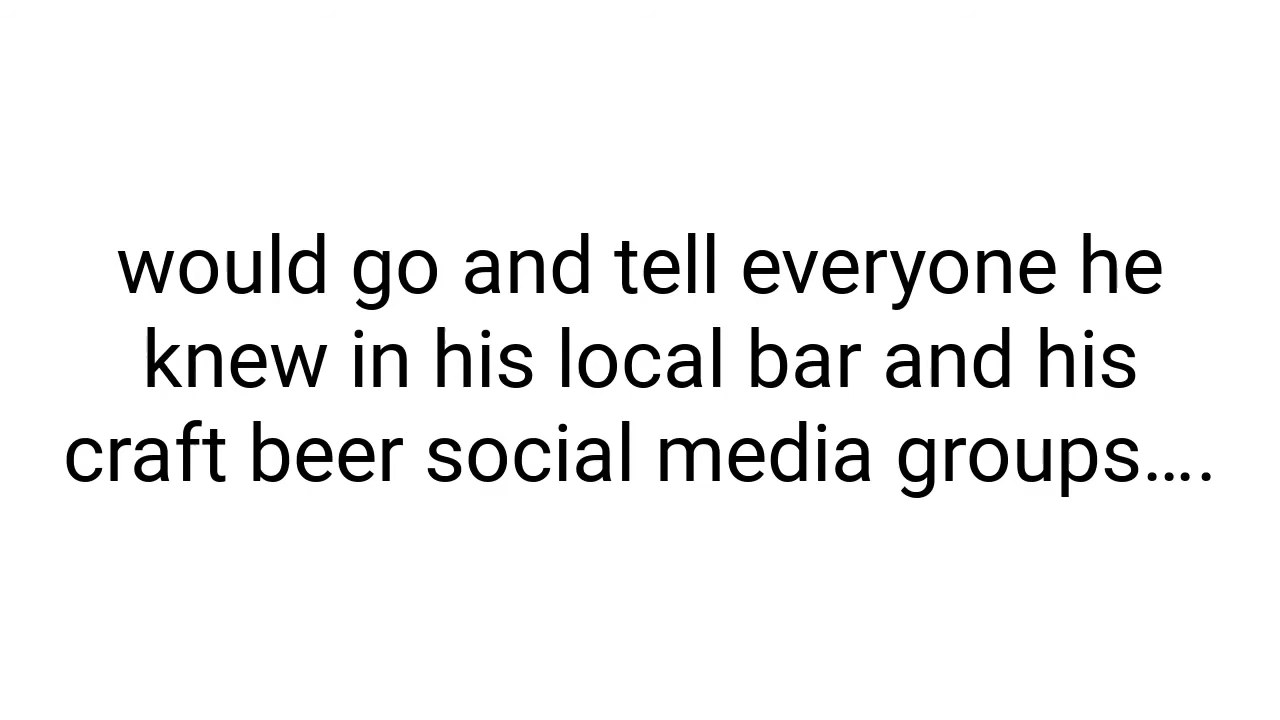 would go and tell everyone he
knew in his local bar and his
craft beer social media groups….